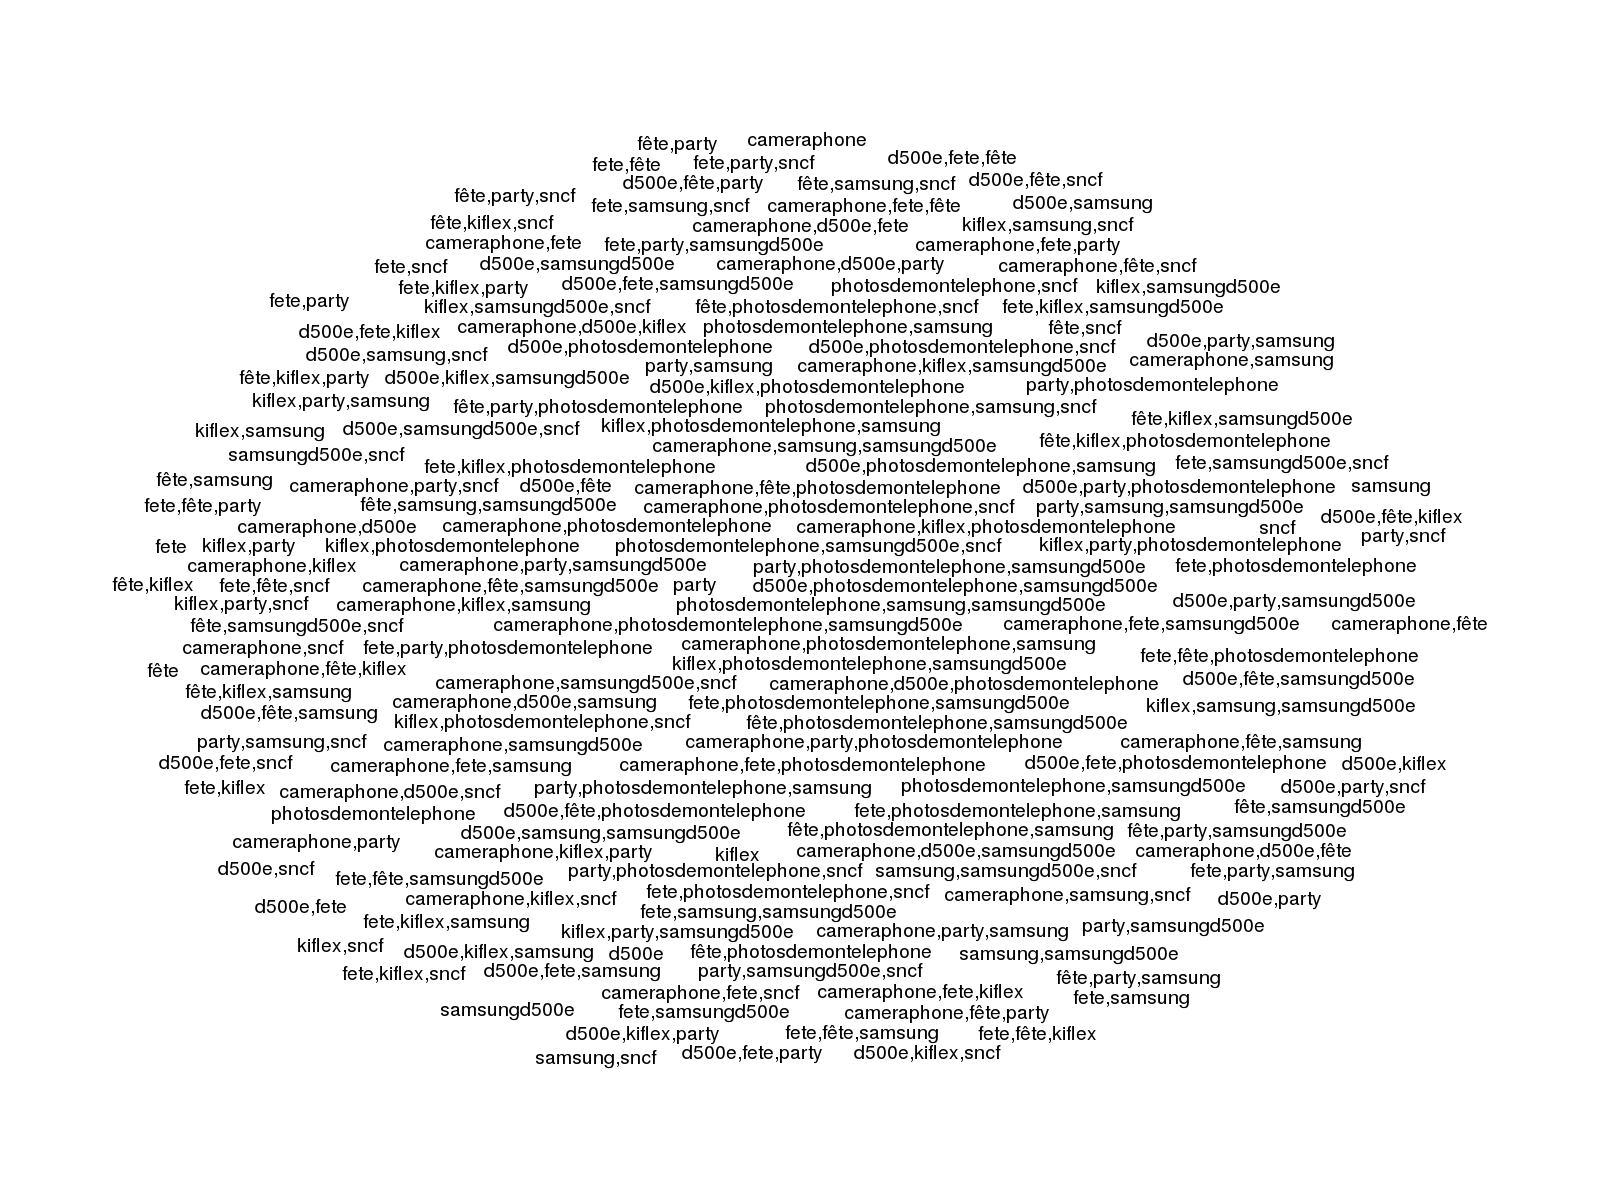 fête,party cameraphone
fete,fête fete,party,sncf d500e,fete,fête
d500e,fête,party fête,samsung,sncf d500e,fête,sncf
fête,party,sncf fete,samsung,sncf cameraphone,fete,fête d500e,samsung
fête,kiflex,sncf cameraphone,d500e,fete kiflex,samsung,sncf
cameraphone,fete fete,party,samsungd500e cameraphone,fete,party
fete,sncf d500e,samsungd500e cameraphone,d500e,party cameraphone,fête,sncf
fete,kiflex,party d500e,fete,samsungd500e photosdemontelephone,sncf kiflex,samsungd500e
fete,party kiflex,samsungd500e,sncf fête,photosdemontelephone,sncf fete,kiflex,samsungd500e
d500e,fete,kiflex cameraphone,d500e,kiflex photosdemontelephone,samsung fête,sncf
d500e,samsung,sncf d500e,photosdemontelephone d500e,photosdemontelephone,sncf d500e,party,samsung
party,samsung cameraphone,kiflex,samsungd500e cameraphone,samsung
fête,kiflex,party d500e,kiflex,samsungd500e d500e,kiflex,photosdemontelephone party,photosdemontelephone
kiflex,party,samsung fête,party,photosdemontelephone photosdemontelephone,samsung,sncf
kiflex,samsung d500e,samsungd500e,sncf kiflex,photosdemontelephone,samsung fête,kiflex,samsungd500e
samsungd500e,sncf cameraphone,samsung,samsungd500e fête,kiflex,photosdemontelephone
fete,kiflex,photosdemontelephone d500e,photosdemontelephone,samsung fete,samsungd500e,sncf
fête,samsung cameraphone,party,sncf d500e,fête cameraphone,fête,photosdemontelephone d500e,party,photosdemontelephone samsung
fete,fête,party fête,samsung,samsungd500e cameraphone,photosdemontelephone,sncf party,samsung,samsungd500e
cameraphone,d500e cameraphone,photosdemontelephone cameraphone,kiflex,photosdemontelephone sncf d500e,fête,kiflex
fete kiflex,party kiflex,photosdemontelephone photosdemontelephone,samsungd500e,sncf kiflex,party,photosdemontelephone party,sncf
cameraphone,kiflex cameraphone,party,samsungd500e party,photosdemontelephone,samsungd500e fete,photosdemontelephone
fête,kiflex fete,fête,sncf cameraphone,fête,samsungd500e party d500e,photosdemontelephone,samsungd500e
kiflex,party,sncf cameraphone,kiflex,samsung photosdemontelephone,samsung,samsungd500e d500e,party,samsungd500e
fête,samsungd500e,sncf cameraphone,photosdemontelephone,samsungd500e cameraphone,fete,samsungd500e cameraphone,fête
cameraphone,sncf fete,party,photosdemontelephone cameraphone,photosdemontelephone,samsung
fête cameraphone,fête,kiflex kiflex,photosdemontelephone,samsungd500e fete,fête,photosdemontelephone
cameraphone,samsungd500e,sncf cameraphone,d500e,photosdemontelephone d500e,fête,samsungd500e
fête,kiflex,samsung cameraphone,d500e,samsung fete,photosdemontelephone,samsungd500e kiflex,samsung,samsungd500e
d500e,fête,samsung kiflex,photosdemontelephone,sncf fête,photosdemontelephone,samsungd500e
party,samsung,sncf cameraphone,samsungd500e cameraphone,party,photosdemontelephone cameraphone,fête,samsung
d500e,fete,sncf cameraphone,fete,samsung cameraphone,fete,photosdemontelephone d500e,fete,photosdemontelephone d500e,kiflex
fete,kiflex cameraphone,d500e,sncf party,photosdemontelephone,samsung photosdemontelephone,samsungd500e d500e,party,sncf
photosdemontelephone d500e,fête,photosdemontelephone fete,photosdemontelephone,samsung fête,samsungd500e
cameraphone,party d500e,samsung,samsungd500e fête,photosdemontelephone,samsung fête,party,samsungd500e
cameraphone,kiflex,party kiflex cameraphone,d500e,samsungd500e cameraphone,d500e,fête
d500e,sncf fete,fête,samsungd500e party,photosdemontelephone,sncf samsung,samsungd500e,sncf fete,party,samsung
d500e,fete cameraphone,kiflex,sncf fete,photosdemontelephone,sncf cameraphone,samsung,sncf d500e,party
fete,kiflex,samsung fete,samsung,samsungd500e
kiflex,party,samsungd500e cameraphone,party,samsung party,samsungd500e
kiflex,sncf d500e,kiflex,samsung d500e fête,photosdemontelephone samsung,samsungd500e
fete,kiflex,sncf d500e,fete,samsung party,samsungd500e,sncf fête,party,samsung
cameraphone,fete,sncf cameraphone,fete,kiflex fete,samsung
samsungd500e fete,samsungd500e cameraphone,fête,party
d500e,kiflex,party fete,fête,samsung fete,fête,kiflex
samsung,sncf d500e,fete,party d500e,kiflex,sncf